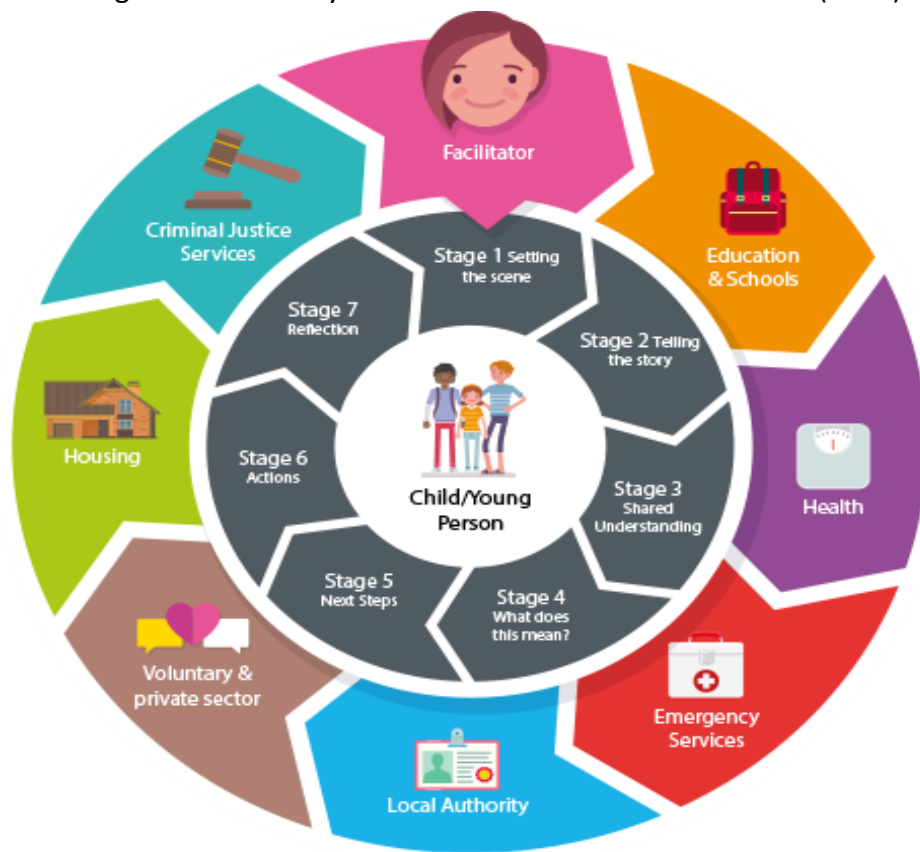 Facilitator
Education
& Schools
Health
Emergency
Services
Local Authority
Voluntary &
private sector
Housing
Criminal Justice
Services
Stage 1 Setting
the scene
Stage 2 Telling
the story
Stage 3
Shared
Understanding
Stage 4
What does
this mean?
Stage 5
Next Steps
Stage 6
Actions
Stage 7
Reflection
Child/Young
Person